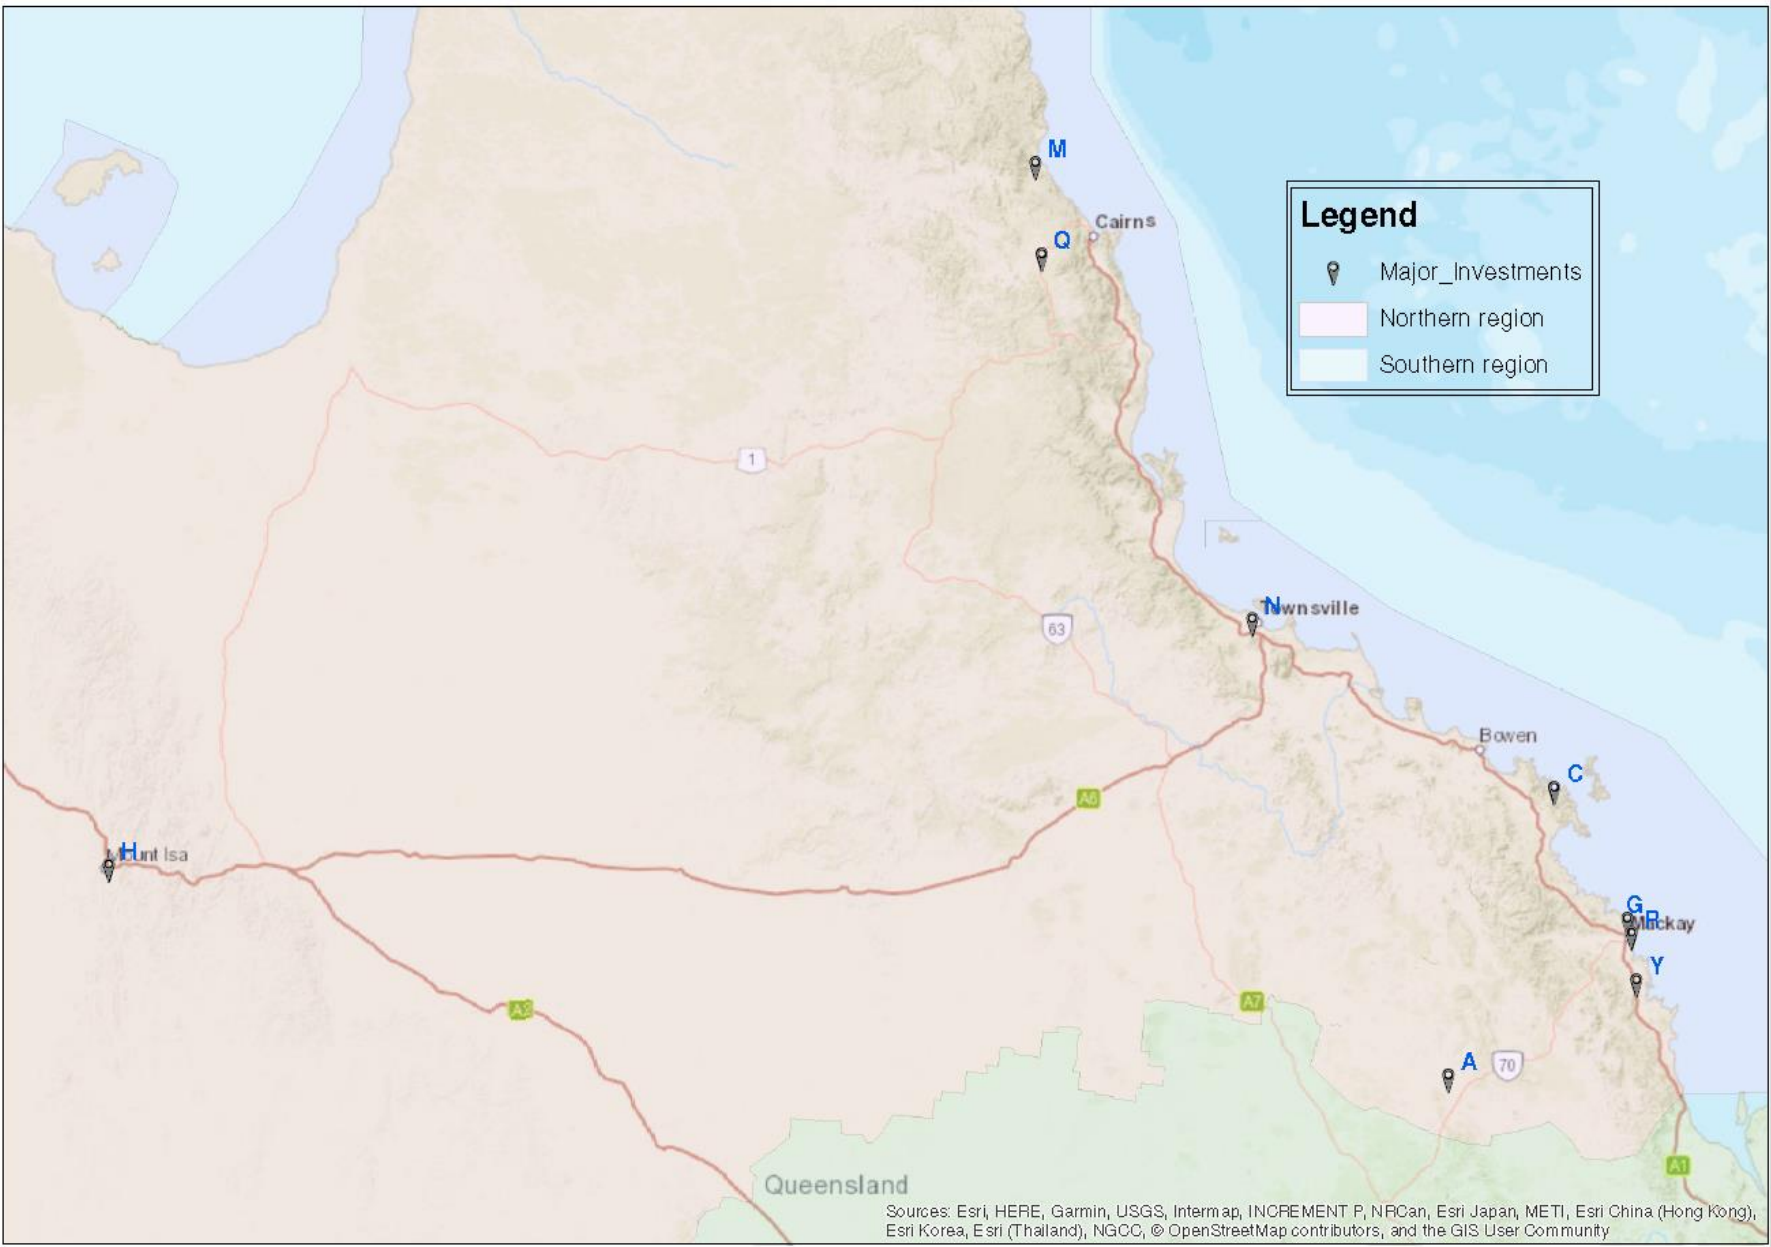 M
Cairns
Q
Legend
Major_Investments
Northern region
Southern region
1
N
Townsville
63
Bowen
C
A6
H
Mount Isa
G
Mackay
Y
A2
A7
A
70
A1
Queensland
Sources: Esri, HERE, Garmin, USGS, Intermap, INCREMENT P, NRCan, Esri Japan, METI, Esri China (Hong Kong),
Esri Korea, Esri (Thailand), NGCC, © OpenStreetMap contributors, and the GIS User Community